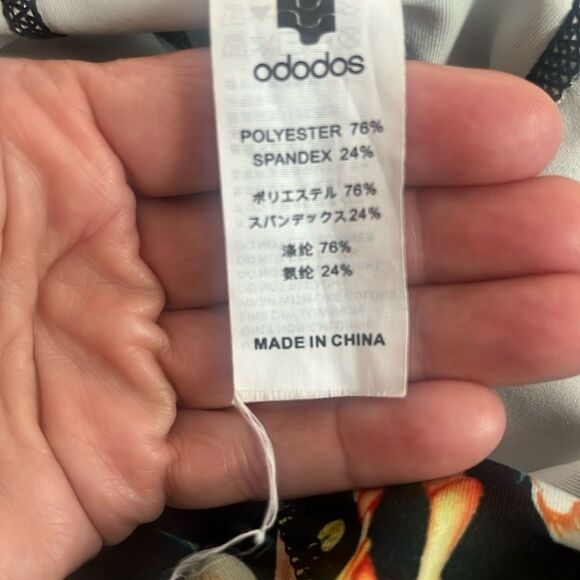 ododos
POLYESTER 76%
SPANDEX 24%
ポリエステル 76%
スパンデックス24%
涤纶 76%
氨纶 24%
MADE IN CHINA